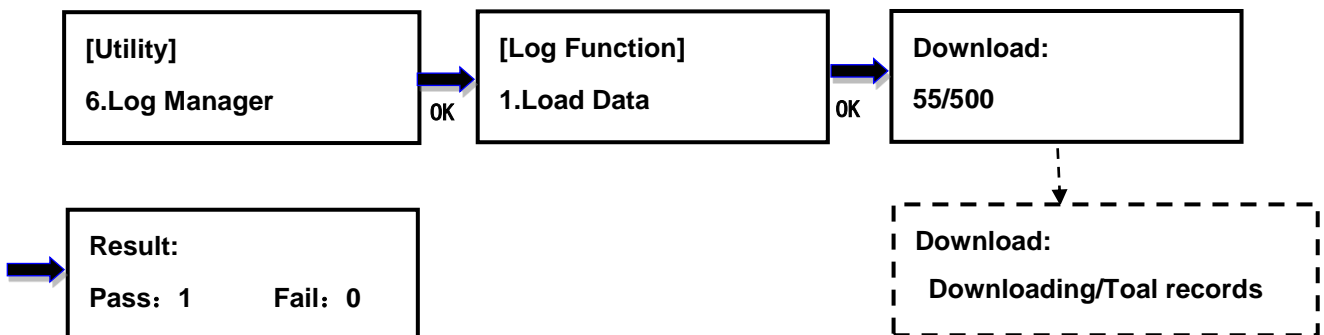 [Utility]
6.Log Manager
OK
[Log Function]
1.Load Data
OK
Download:
55/500
Download:
Downloading/Toal records
Result:
Pass：1 Fail：0